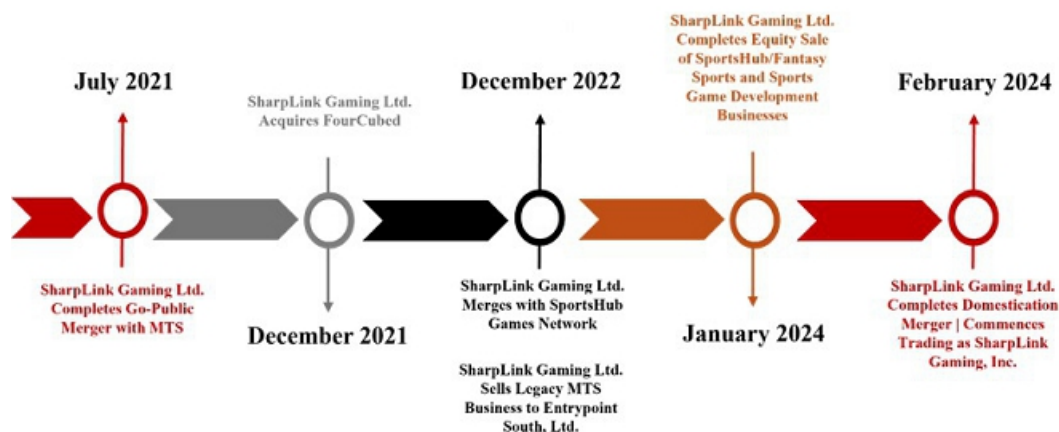 July 2021
SharpLink Gaming Ltd.
Completes Go-Public
Merger with MTS
SharpLink Gaming Ltd.
Acquires FourCubed
December 2021
December 2022
SharpLink Gaming Ltd.
Merges with SportsHub
Games Network
SharpLink Gaming Ltd.
Sells Legacy MTS
Business to Entrypoint
South, Ltd.
SharpLink Gaming Ltd.
Completes Equity Sale
of SportsHub/Fantasy
Sports and Sports
Game Development
Businesses
January 2024
February 2024
SharpLink Gaming Ltd.
Completes Domestication
Merger | Commences
Trading as SharpLink
Gaming, Inc.